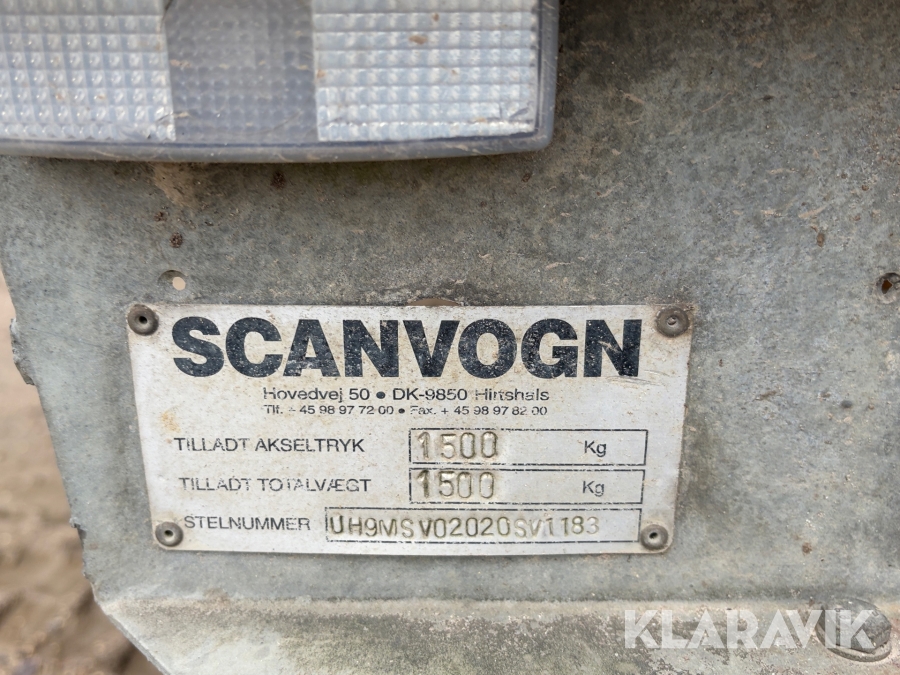 SCANVOGN
Hovedvej 50 • DK-9850 Hirtshals
Tlf. + 45 98 97 72 00 • Fax. + 45 98 97 82 00
TILLADT AKSELTRYK 1500 Kg
TILLADT TOTALVÆGT 1500 Kg
STELNUMMER UH9MSV02020SV1183
KLARAVIK